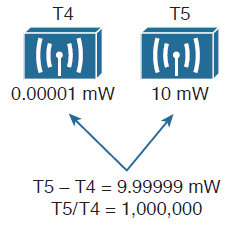 T4 T5
0.00001 mW 10 mW
T5 – T4 = 9.99999 mW
T5/T4 = 1,000,000